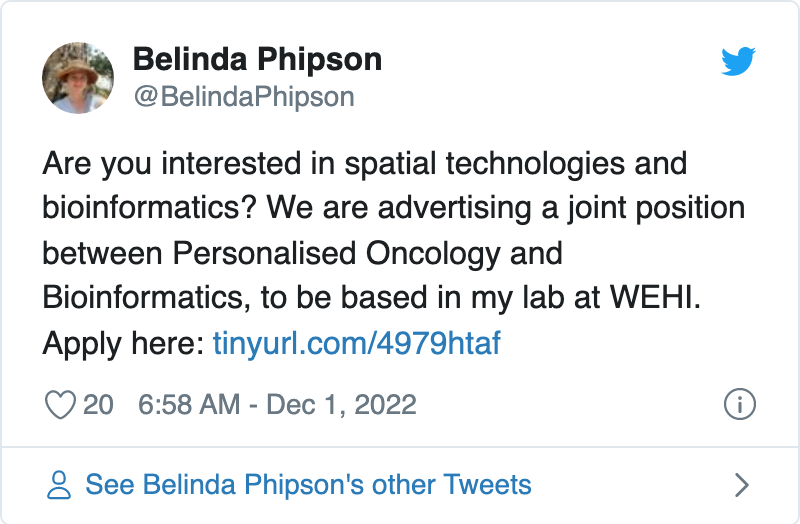 Belinda Phipson
@BelindaPhipson
Are you interested in spatial technologies and
bioinformatics? We are advertising a joint position
between Personalised Oncology and
Bioinformatics, to be based in my lab at WEHI.
Apply here: tinyurl.com/4979htaf
20 6:58 AM - Dec 1, 2022
See Belinda Phipson's other Tweets